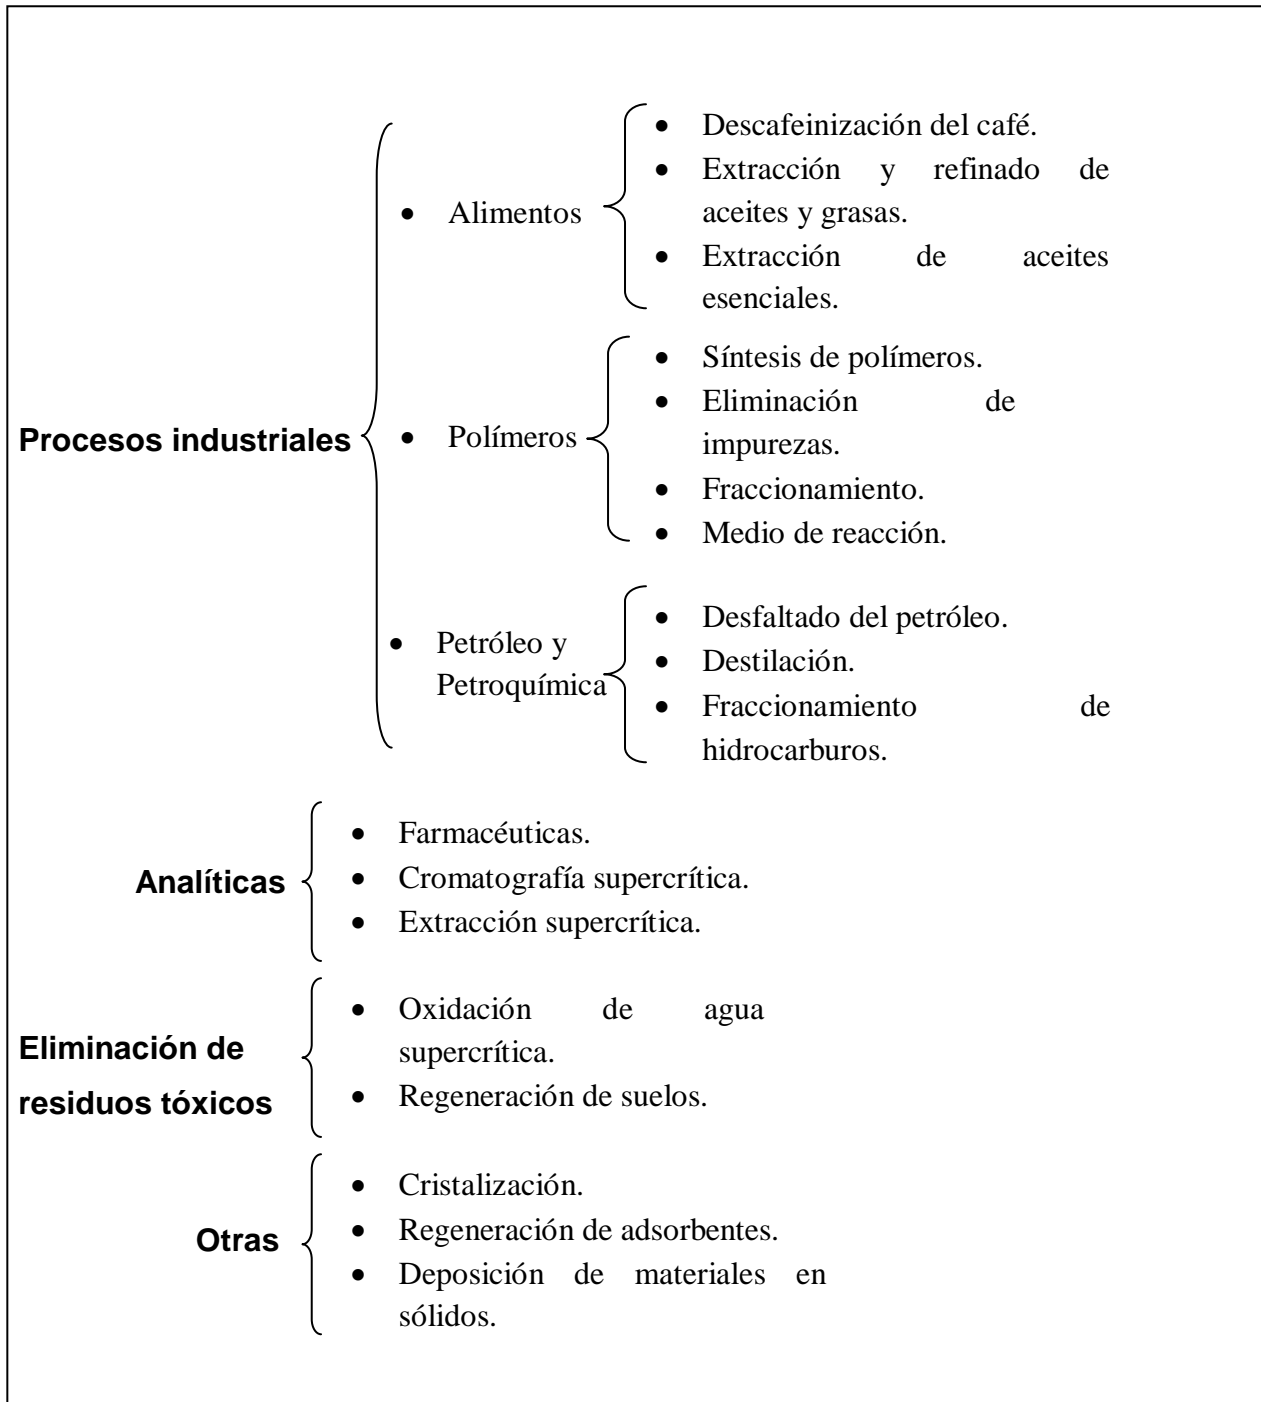 Procesos industriales
• Alimentos
• Descafeinización del café.
• Extracción y refinado de
aceites y grasas.
• Extracción de aceites
esenciales.
• Polímeros
• Síntesis de polímeros.
• Eliminación de
impurezas.
• Fraccionamiento.
• Medio de reacción.
• Petróleo y
Petroquímica
• Desfaltado del petróleo.
• Destilación.
• Fraccionamiento de
hidrocarburos.
Analíticas
• Farmacéuticas.
• Cromatografía supercrítica.
• Extracción supercrítica.
Eliminación de
residuos tóxicos
• Oxidación de agua
supercrítica.
• Regeneración de suelos.
Otras
• Cristalización.
• Regeneración de adsorbentes.
• Deposición de materiales en
sólidos.